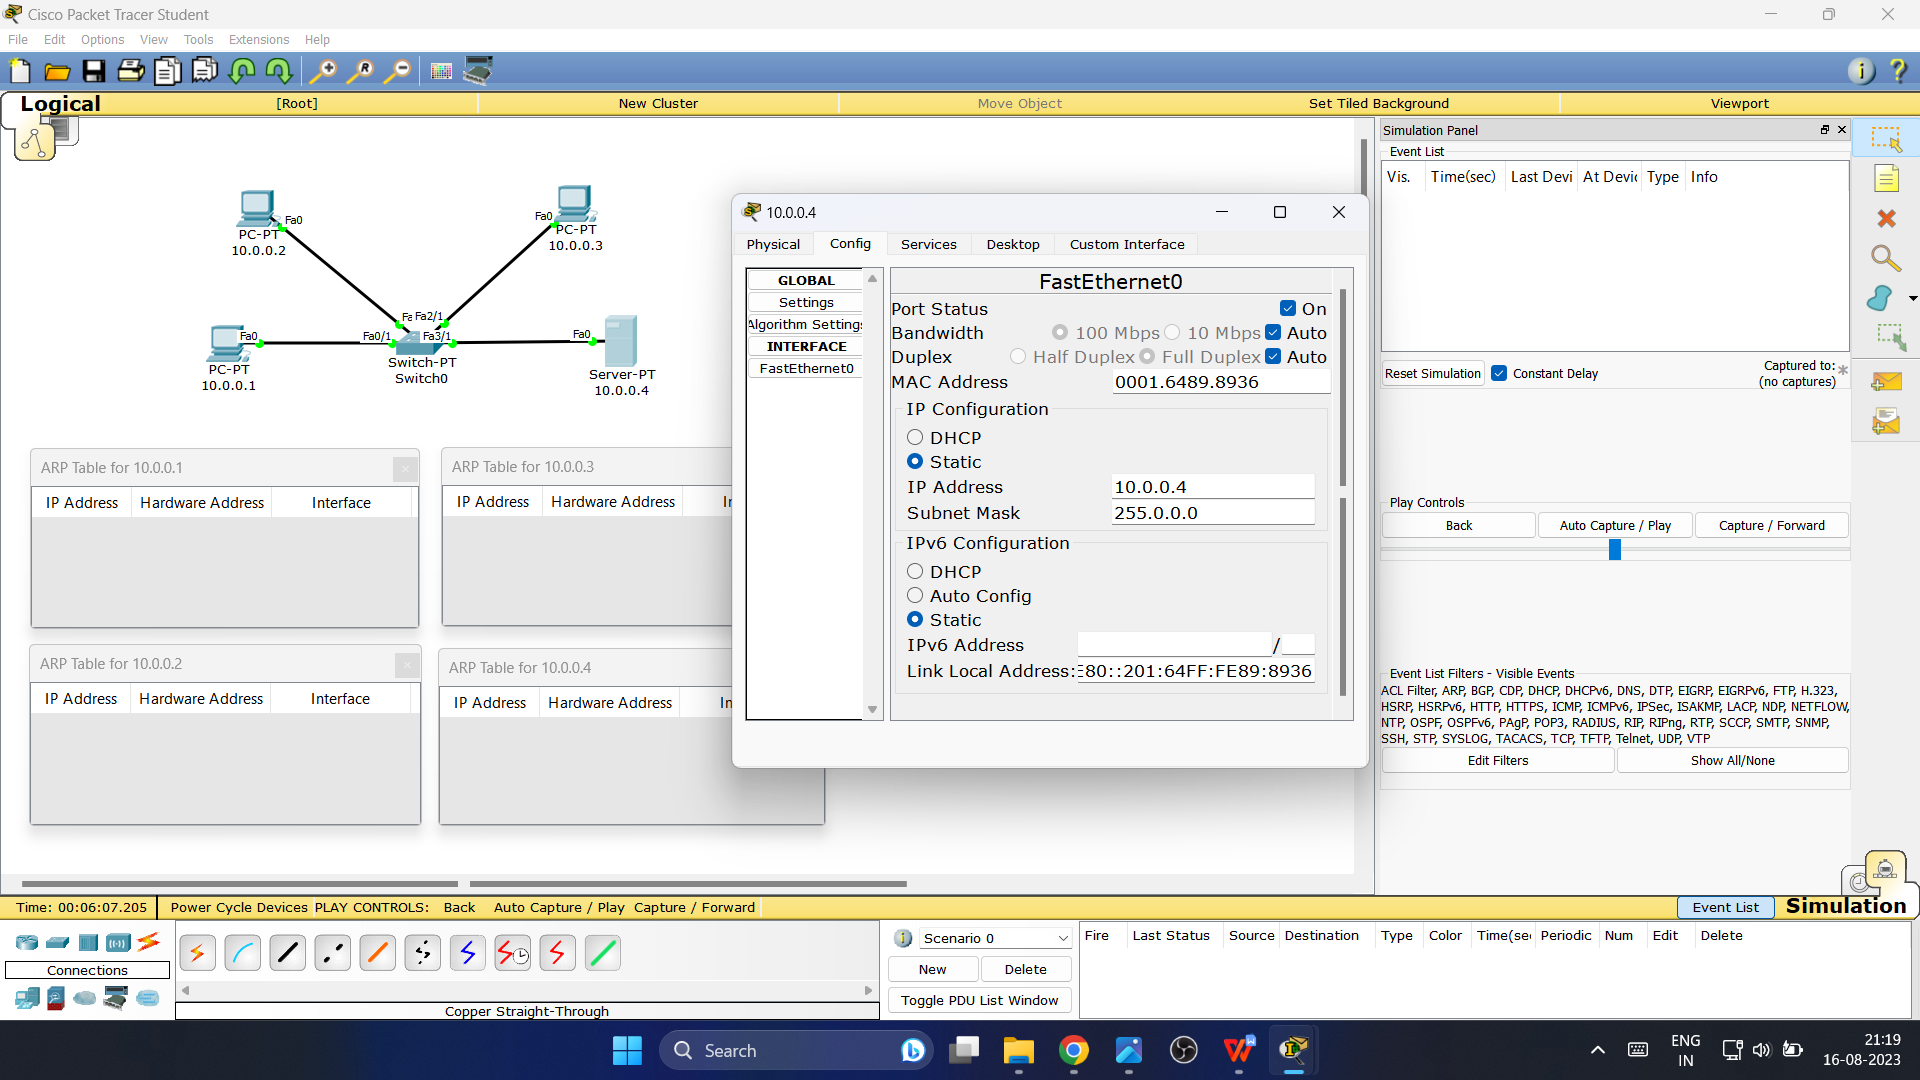 Cisco Packet Tracer Student
File Edit Options View Tools Extensions Help
Logical [Root] New Cluster Move Object Set Tiled Background Viewport
Fa0
PC-PT
10.0.0.2
Fa0
PC-PT
10.0.0.3
Fa2/1
Fa0
Fa0/1
Fa3/1
Fa0
PC-PT
10.0.0.1
Switch-PT
Switch0
Server-PT
10.0.0.4
ARP Table for 10.0.0.1
IP Address Hardware Address Interface
ARP Table for 10.0.0.3
IP Address Hardware Address
ARP Table for 10.0.0.2
IP Address Hardware Address Interface
ARP Table for 10.0.0.4
IP Address Hardware Address
10.0.0.4
Physical Config Services Desktop Custom Interface
GLOBAL
Settings
Algorithm Settings
INTERFACE
FastEthernet0
FastEthernet0
Port Status On
Bandwidth 100 Mbps 10 Mbps Auto
Duplex Half Duplex Full Duplex Auto
MAC Address 0001.6489.8936
IP Configuration
DHCP
Static
IP Address 10.0.0.4
Subnet Mask 255.0.0.0
IPv6 Configuration
DHCP
Auto Config
Static
IPv6 Address /
Link Local Address: E80::201:64FF:FE89:8936
Simulation Panel
Event List
Vis. Time(sec) Last Devi At Devic Type Info
Reset Simulation Constant Delay Captured to:
(no captures)
Play Controls
Back Auto Capture / Play Capture / Forward
Event List Filters - Visible Events
ACL Filter, ARP, BGP, CDP, DHCP, DHCPv6, DNS, DTP, EIGRP, EIGRPv6, FTP, H.323,
HSRP, HSRPv6, HTTP, HTTPS, ICMP, ICMPv6, IPSec, ISAKMP, LACP, NDP, NETFLOW,
NTP, OSPF, OSPFv6, PAgP, POP3, RADIUS, RIP, RIPng, RTP, SCCP, SMTP, SNMP,
SSH, STP, SYSLOG, TACACS, TCP, TFTP, Telnet, UDP, VTP
Edit Filters Show All/None
Time: 00:06:07.205 Power Cycle Devices PLAY CONTROLS: Back Auto Capture / Play Capture / Forward
Event List Simulation
Connections
Copper Straight-Through
Scenario 0
New Delete
Toggle PDU List Window
Fire Last Status Source Destination Type Color Time(sec Periodic Num Edit Delete
Search
ENG
IN
21:19
16-08-2023